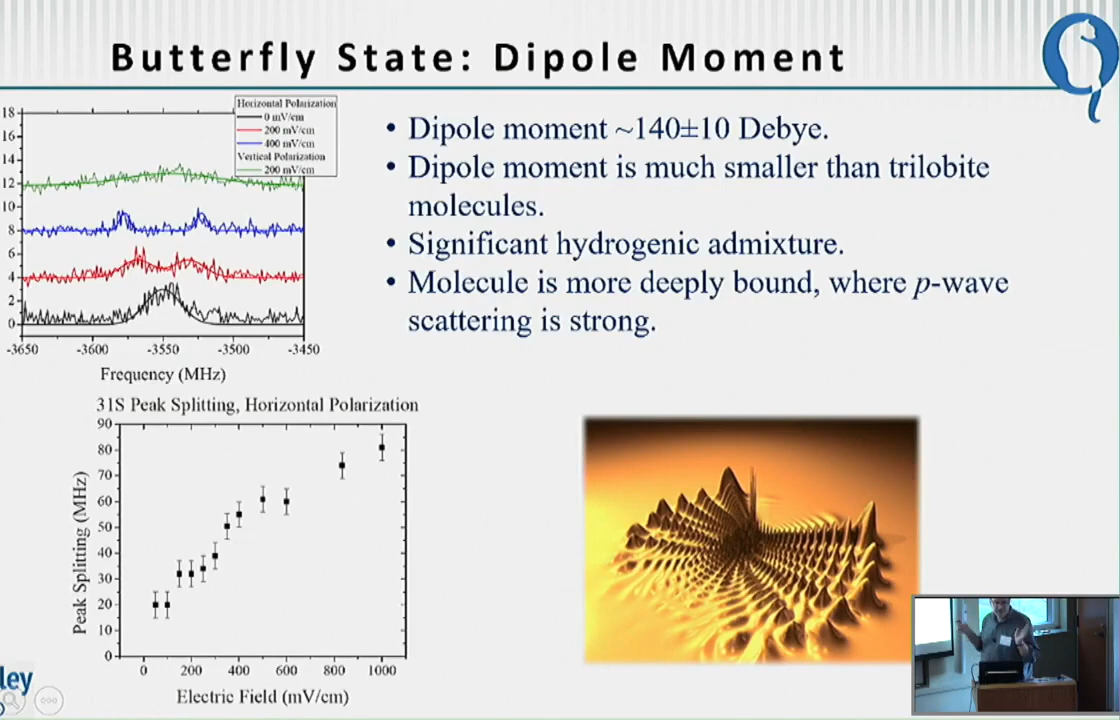 Butterfly State: Dipole Moment
Horizontal Polarization
0 mV/cm
200 mV/cm
400 mV/cm
Vertical Polarization
200 mV/cm
18
16
14
12
10
8
6
4
2
0
-3650 -3600 -3550 -3500 -3450
Frequency (MHz)
• Dipole moment ~140±10 Debye.
• Dipole moment is much smaller than trilobite
molecules.
• Significant hydrogenic admixture.
• Molecule is more deeply bound, where p-wave
scattering is strong.
31S Peak Splitting, Horizontal Polarization
90
80
70
60
50
40
30
20
10
0
Peak Splitting (MHz)
0 200 400 600 800 1000
Electric Field (mV/cm)
ley